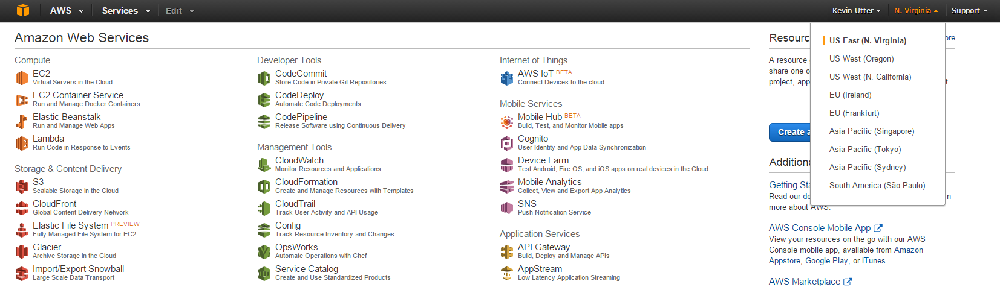 AWS Services Edit Kevin Utter N. Virginia Support
Amazon Web Services
Compute
EC2
Virtual Servers in the Cloud
EC2 Container Service
Run and Manage Docker Containers
Elastic Beanstalk
Run and Manage Web Apps
Lambda
Run Code in Response to Events
Storage & Content Delivery
S3
Scalable Storage in the Cloud
CloudFront
Global Content Delivery Network
Elastic File System PREVIEW
Fully Managed File System for EC2
Glacier
Archive Storage in the Cloud
Import/Export Snowball
Large Scale Data Transport
Developer Tools
CodeCommit
Store Code in Private Git Repositories
CodeDeploy
Automate Code Deployments
CodePipeline
Release Software using Continuous Delivery
Management Tools
CloudWatch
Monitor Resources and Applications
CloudFormation
Create and Manage Resources with Templates
CloudTrail
Track User Activity and API Usage
Config
Track Resource Inventory and Changes
OpsWorks
Automate Operations with Chef
Service Catalog
Create and Use Standardized Products
Internet of Things
AWS IoT BETA
Connect Devices to the cloud
Mobile Services
Mobile Hub BETA
Build, Test, and Monitor Mobile apps
Cognito
User Identity and App Data Synchronization
Device Farm
Test Android, Fire OS, and iOS apps on real devices in the Cloud
Mobile Analytics
Collect, View and Export App Analytics
SNS
Push Notification Service
Application Services
API Gateway
Build, Deploy and Manage APIs
AppStream
Low Latency Application Streaming
US East (N. Virginia)
US West (Oregon)
US West (N. California)
EU (Ireland)
EU (Frankfurt)
Asia Pacific (Singapore)
Asia Pacific (Tokyo)
Asia Pacific (Sydney)
South America (São Paulo)
Resourc ore
A resource
share one o
project, app t.
Create a
Additiona
Getting Sta
Read our do rn
more about AWS.
AWS Console Mobile App
View your resources on the go with our AWS
Console mobile app, available from Amazon
Appstore, Google Play, or iTunes.
AWS Marketplace